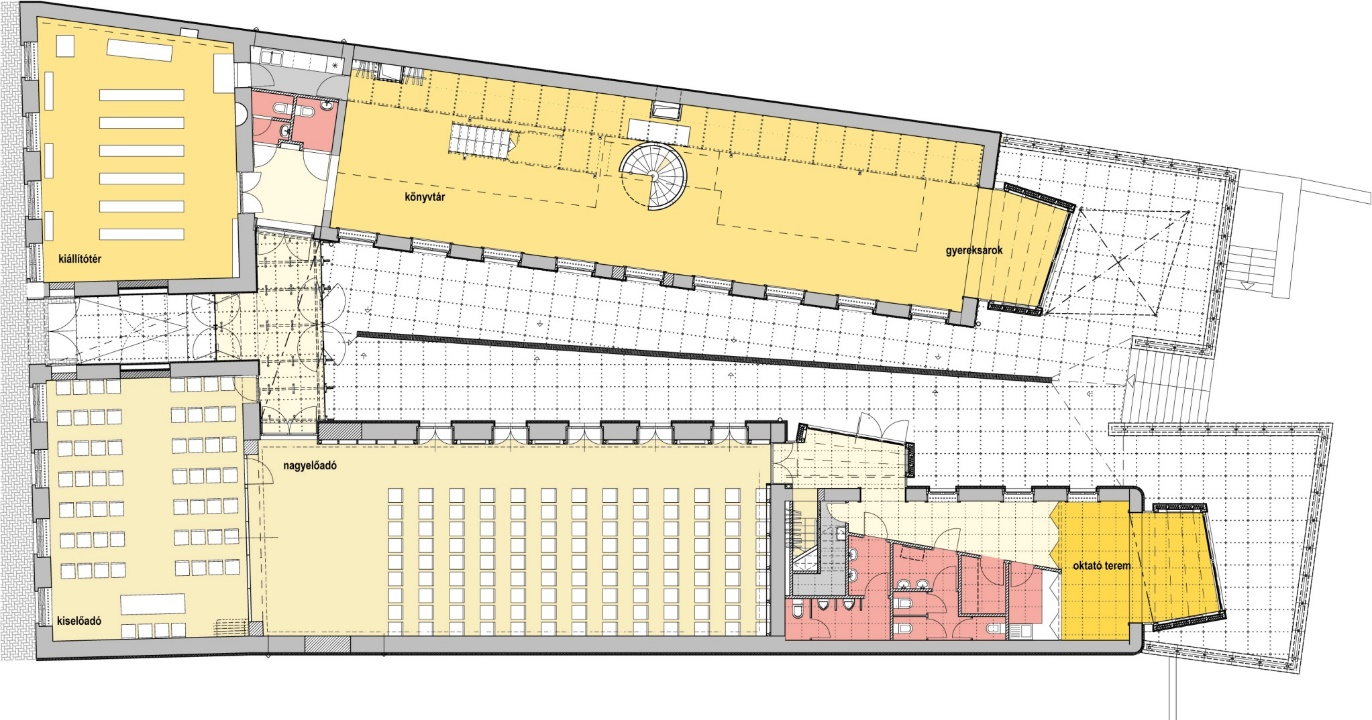 kiállítótér
könyvtár
gyereksarok
nagyelőadó
oktató terem
kiselőadó